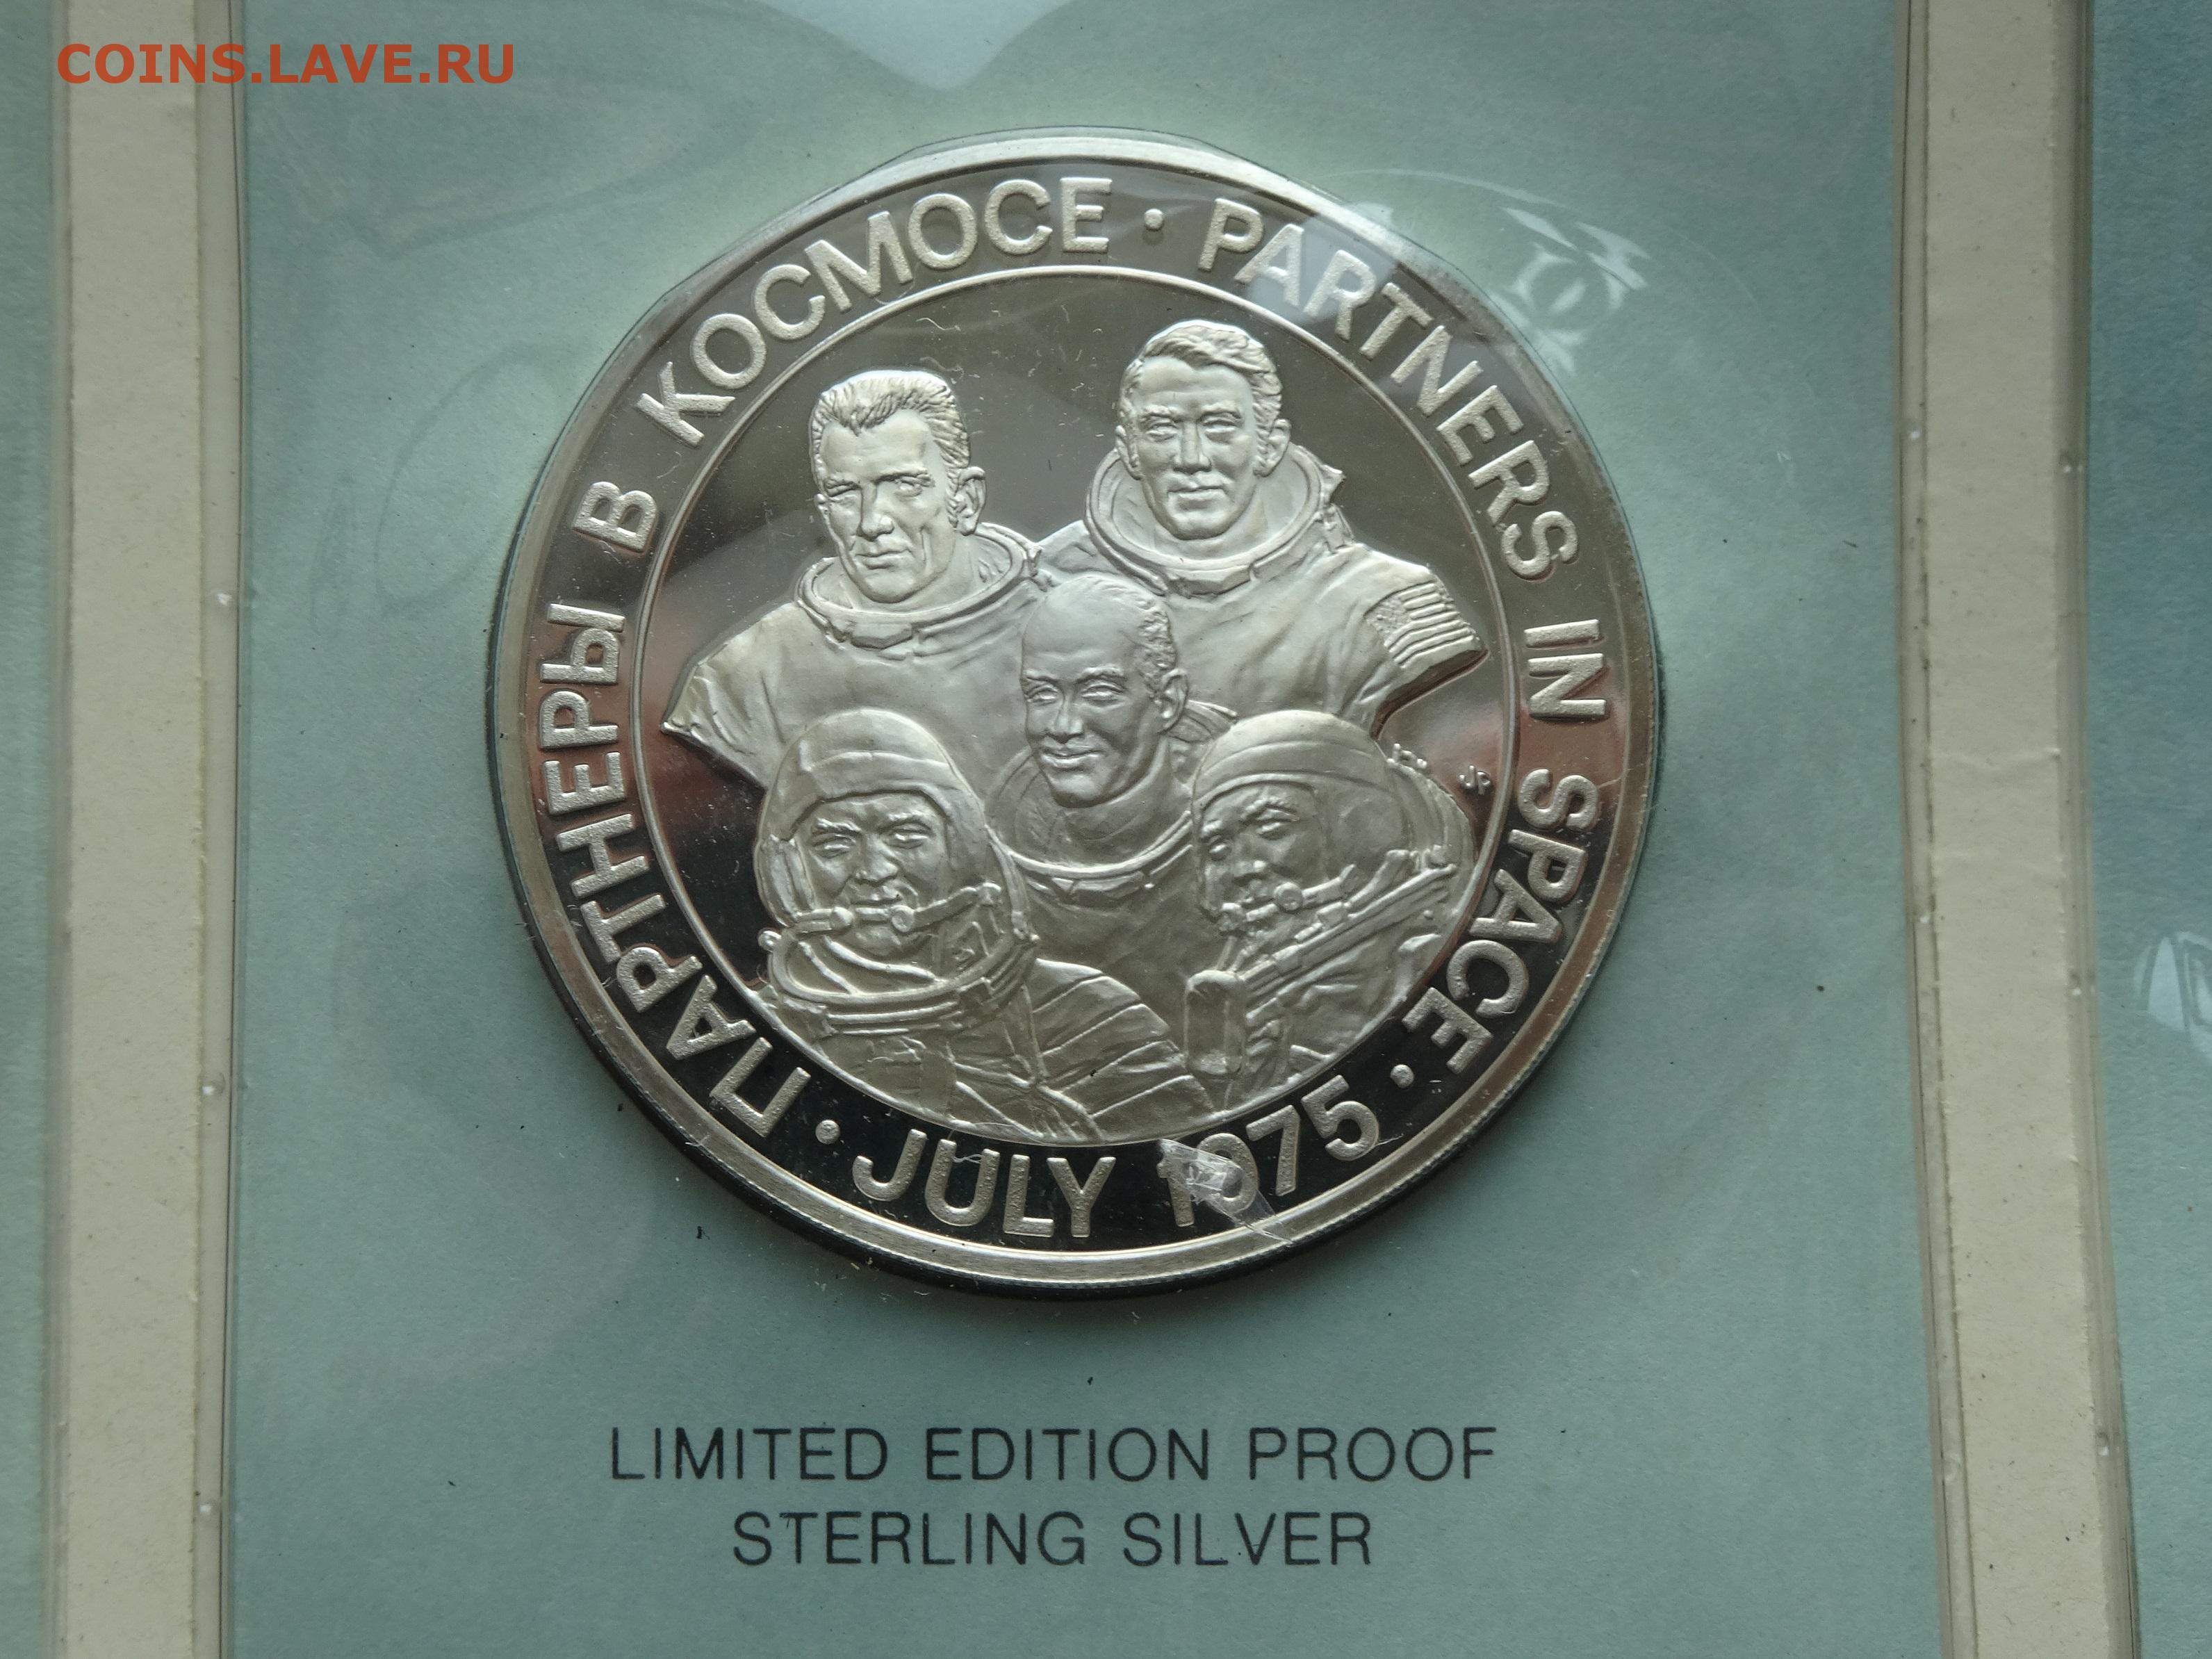 COINS.LAVE.RU
ПАРТНЕРЫ В КОСМОСЕ · PARTNERS IN SPACE ·
JULY 1975 ·
JP
LIMITED EDITION PROOF
STERLING SILVER